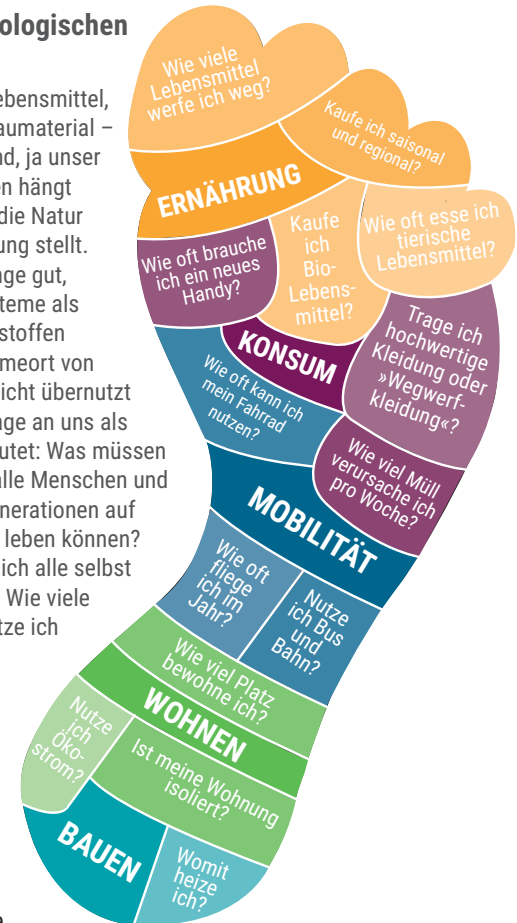 ologischen
ebensmittel,
aumaterial –
nd, ja unser
en hängt
die Natur
ung stellt.
nge gut,
teme als
stoffen
meort von
icht übernutzt
age an uns als
utet: Was müssen
alle Menschen und
nerationen auf
leben können?
ich alle selbst
Wie viele
tze ich
Wie viele
Lebensmittel
werfe ich weg?
Kaufe ich saisonal
und regional?
ERNÄHRUNG
Wie oft esse ich
tierische
Lebensmittel?
Kaufe
ich
Bio-
Lebens-
mittel?
Wie oft brauche
ich ein neues
Handy?
KONSUM
Trage ich
hochwertige
Kleidung oder
»Wegwerf-
kleidung«?
Wie oft kann ich
mein Fahrrad
nutzen?
Wie viel Müll
verursache ich
pro Woche?
MOBILITÄT
Wie oft
fliege
ich im
Jahr?
Nutze
ich Bus
und
Bahn?
Wie viel Platz
bewohne ich?
WOHNEN
Nutze
ich
Öko-
strom?
Ist meine Wohnung
isoliert?
BAUEN
Womit
heize
ich?